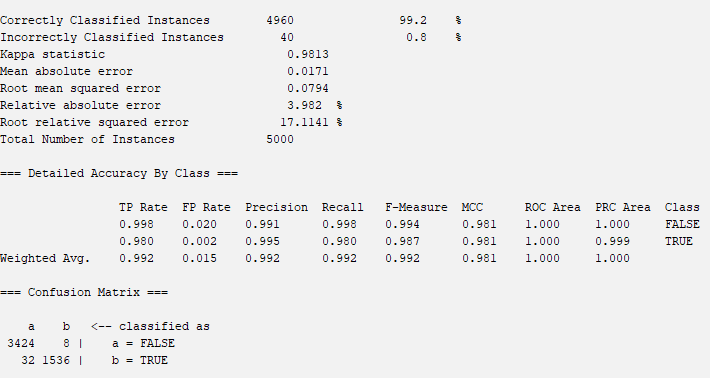 Correctly Classified Instances        4960               99.2    %
Incorrectly Classified Instances        40                0.8    %
Kappa statistic                          0.9813
Mean absolute error                      0.0171
Root mean squared error                  0.0794
Relative absolute error                  3.982  %
Root relative squared error             17.1141 %
Total Number of Instances             5000
=== Detailed Accuracy By Class ===
TP Rate  FP Rate  Precision  Recall   F-Measure  MCC      ROC Area  PRC Area  Class
0.998    0.020    0.991      0.998    0.994      0.981    1.000     1.000     FALSE
0.980    0.002    0.995      0.980    0.987      0.981    1.000     0.999     TRUE
Weighted Avg.    0.992    0.015    0.992      0.992    0.992      0.981    1.000     1.000
=== Confusion Matrix ===
a    b   <-- classified as
3424    8 |    a = FALSE
32 1536 |    b = TRUE